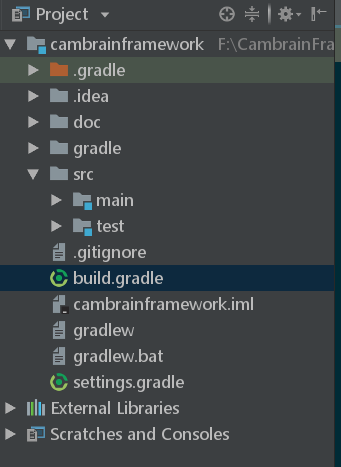 Project
cambrainframework F:\CambrainFra
.gradle
.idea
doc
gradle
src
main
test
.gitignore
build.gradle
cambrainframework.iml
gradlew
gradlew.bat
settings.gradle
External Libraries
Scratches and Consoles